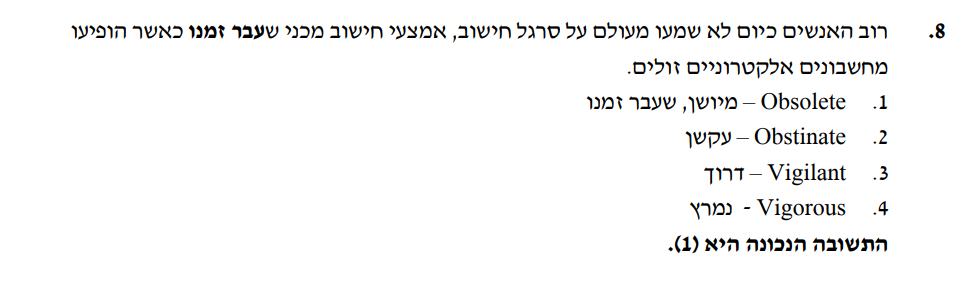 8. רוב האנשים כיום לא שמעו מעולם על סרגל חישוב, אמצעי חישוב מכני שעבר זמנו כאשר הופיעו
מחשבונים אלקטרוניים זולים.
1. Obsolete – מיושן, שעבר זמנו
2. Obstinate – עקשן
3. Vigilant – דרוך
4. Vigorous - נמרץ
התשובה הנכונה היא (1).